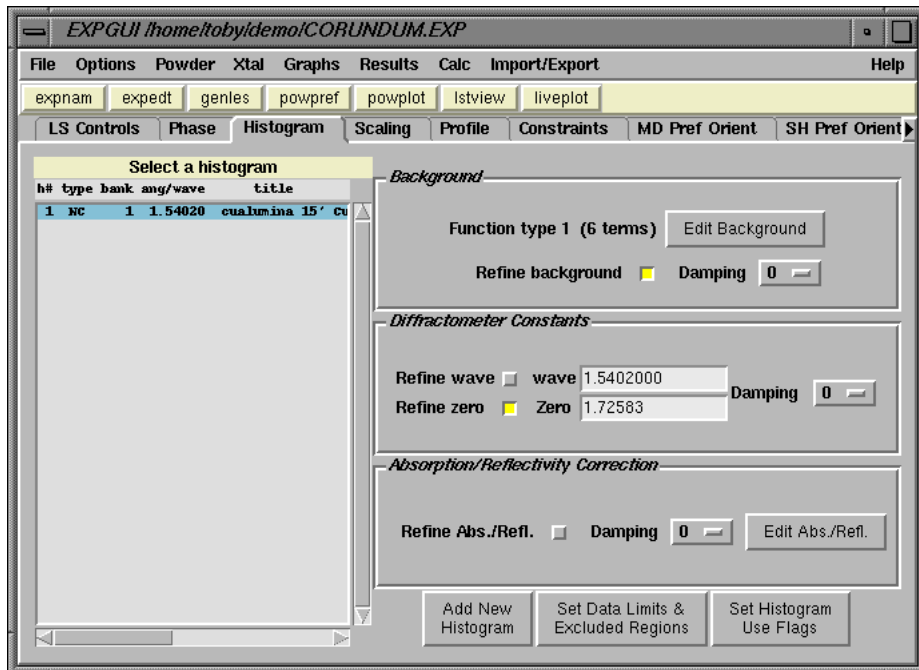 EXPGUI /home/toby/demo/CORUNDUM.EXP
File Options Powder Xtal Graphs Results Calc Import/Export Help
expnam expedt genles powpref powplot lstview liveplot
LS Controls Phase Histogram Scaling Profile Constraints MD Pref Orient SH Pref Orient
Select a histogram
h# type bank ang/wave title
1 NC 1 1.54020 cualumina 15' Cu
Background
Function type 1 (6 terms) Edit Background
Refine background Damping 0
Diffractometer Constants
Refine wave wave 1.5402000
Refine zero Zero 1.72583
Damping 0
Absorption/Reflectivity Correction
Refine Abs./Refl. Damping 0 Edit Abs./Refl.
Add New
Histogram
Set Data Limits &
Excluded Regions
Set Histogram
Use Flags